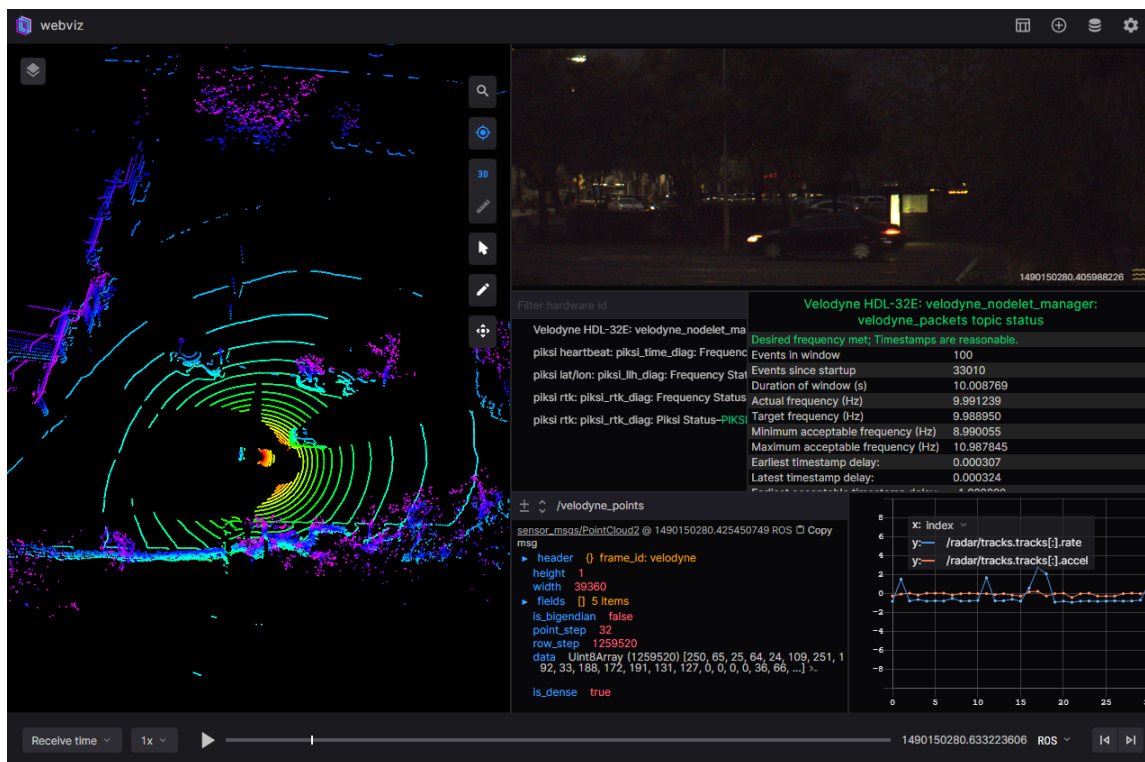 webviz
3D
1490150280.405988226
Filter hardware id
Velodyne HDL-32E: velodyne_nodelet_ma
piksi heartbeat: piksi_time_diag: Frequenc
piksi lat/lon: piksi_llh_diag: Frequency Stat
piksi rtk: piksi_rtk_diag: Frequency Status
piksi rtk: piksi_rtk_diag: Piksi Status–PIKSI
Velodyne HDL-32E: velodyne_nodelet_manager:
velodyne_packets topic status
Desired frequency met; Timestamps are reasonable.
Events in window 100
Events since startup 33010
Duration of window (s) 10.008769
Actual frequency (Hz) 9.991239
Target frequency (Hz) 9.988950
Minimum acceptable frequency (Hz) 8.990055
Maximum acceptable frequency (Hz) 10.987845
Earliest timestamp delay: 0.000307
Latest timestamp delay: 0.000324
/velodyne_points
sensor_msgs/PointCloud2 @ 1490150280.425450749 ROS Copy
msg
header {} frame_id: velodyne
height 1
width 39360
fields [] 5 items
is_bigendian false
point_step 32
row_step 1259520
data Uint8Array (1259520) [250, 65, 25, 64, 24, 109, 251, 1
92, 33, 188, 172, 191, 131, 127, 0, 0, 0, 0, 36, 66, ...]
is_dense true
x: index
y: /radar/tracks.tracks[:].rate
y: /radar/tracks.tracks[:].accel
8
6
4
2
0
-2
-4
-6
-8
0 5 10 15 20 25
Receive time 1x 1490150280.633223606 ROS